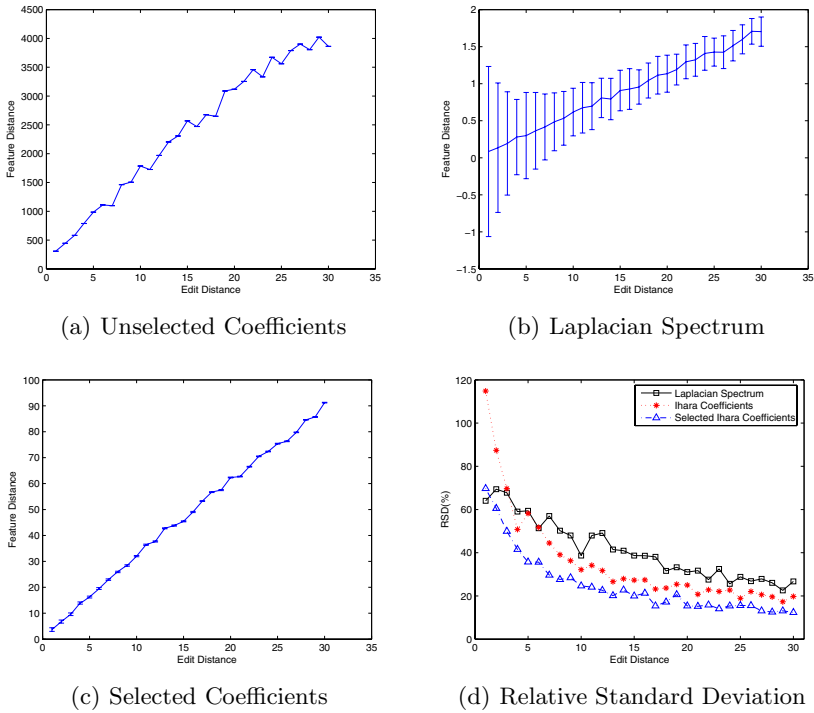 4500
4000
3500
3000
2500
2000
1500
1000
500
0
Feature Distance
0 5 10 15 20 25 30 35
Edit Distance
(a) Unselected Coefficients
2
1.5
1
0.5
0
-0.5
-1
-1.5
Feature Distance
0 5 10 15 20 25 30 35
Edit Distance
(b) Laplacian Spectrum
100
90
80
70
60
50
40
30
20
10
0
Feature Distance
0 5 10 15 20 25 30 35
Edit Distance
(c) Selected Coefficients
120
100
80
60
40
20
0
RSD(%)
Laplacian Spectrum
Ihara Coefficients
Selected Ihara Coefficients
0 5 10 15 20 25 30
Edit Distance
(d) Relative Standard Deviation